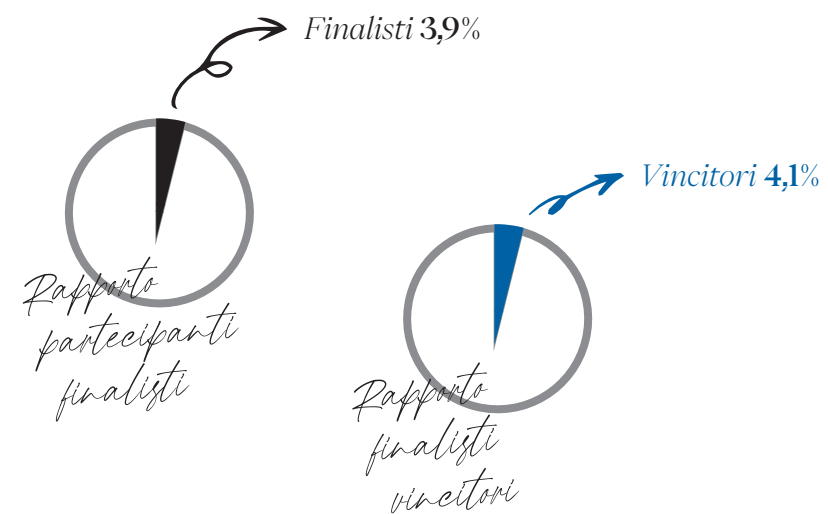 Finalisti 3,9%
Rapporto
partecipanti
finalisti
Vincitori 4,1%
Rapporto
finalisti
vincitori